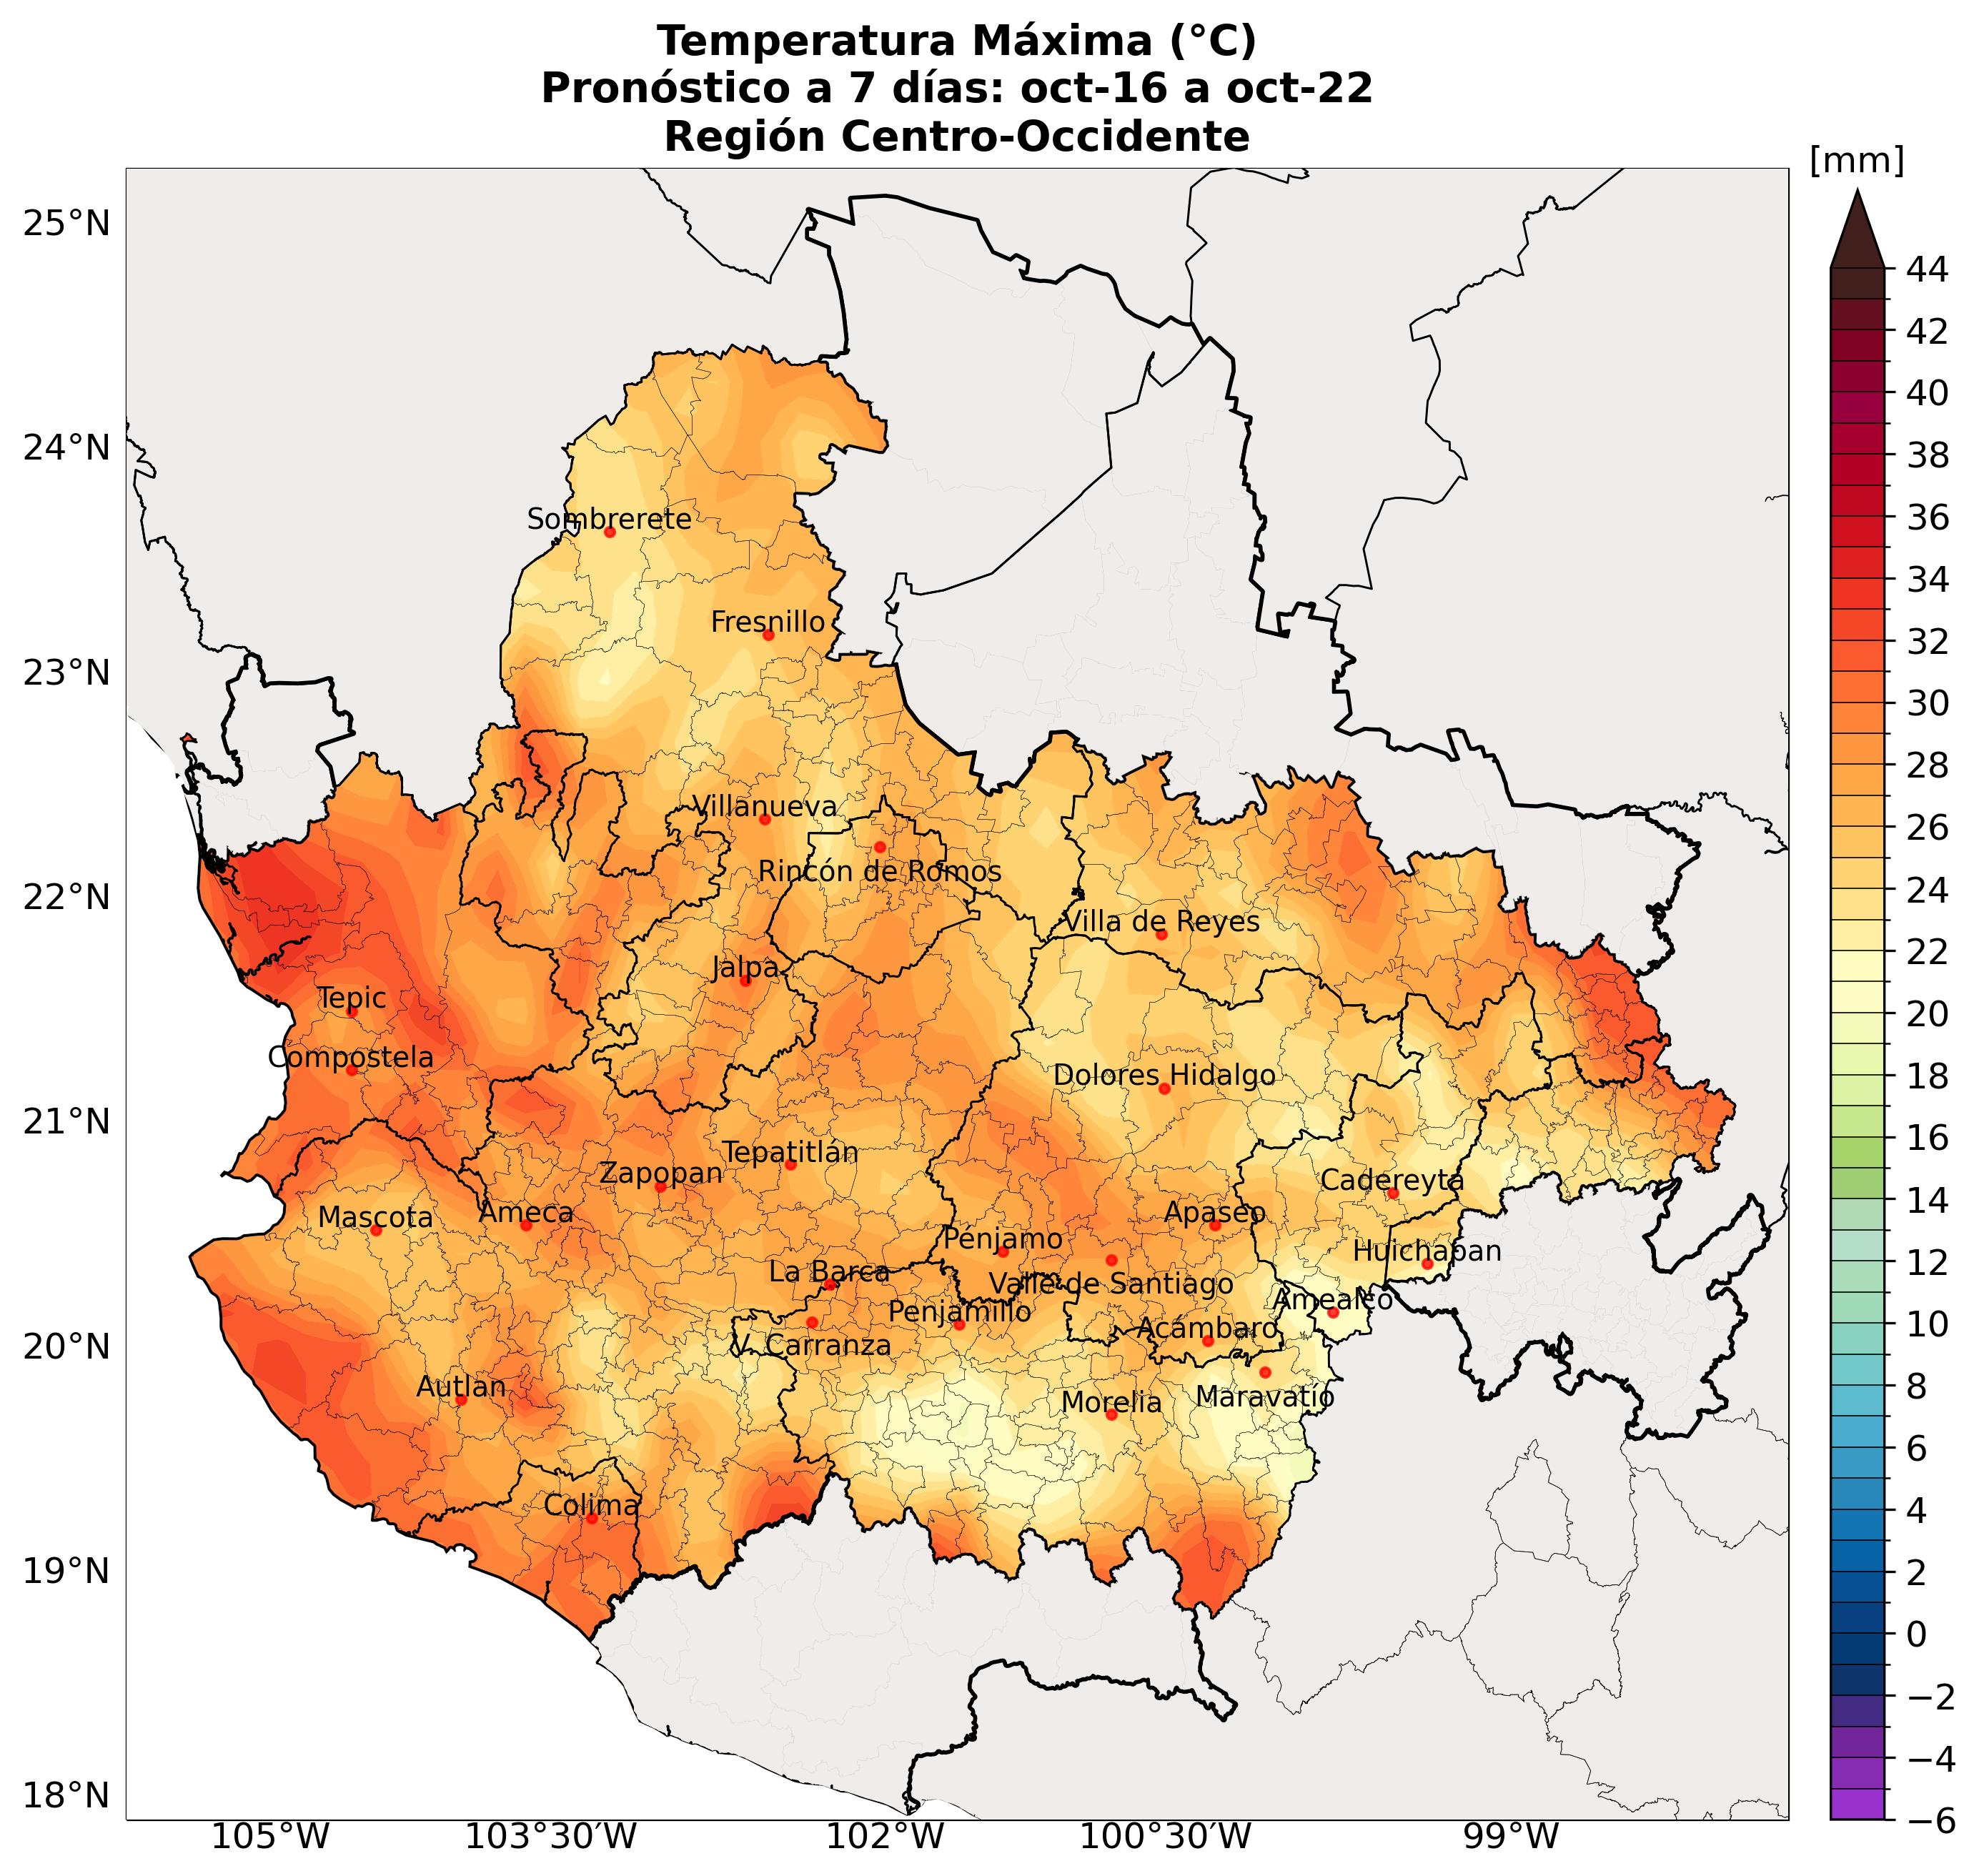 Temperatura Máxima (°C)
Pronóstico a 7 días: oct-16 a oct-22
Región Centro-Occidente
[mm]
25°N
24°N
23°N
22°N
21°N
20°N
19°N
18°N
105°W
103°30′W
102°W
100°30′W
99°W
Sombrerete
Fresnillo
Villanueva
Rincón de Romos
Villa de Reyes
Jalpa
Tepic
Compostela
Dolores Hidalgo
Tepatitlán
Zapopan
Cadereyta
Mascota
Ameca
Apaseo
Pénjamo
Huichapan
La Barca
Valle de Santiago
Penjamillo
Amealco
Acámbaro
V. Carranza
Autlan
Morelia
Maravatío
Colima
44
42
40
38
36
34
32
30
28
26
24
22
20
18
16
14
12
10
8
6
4
2
0
−2
−4
−6